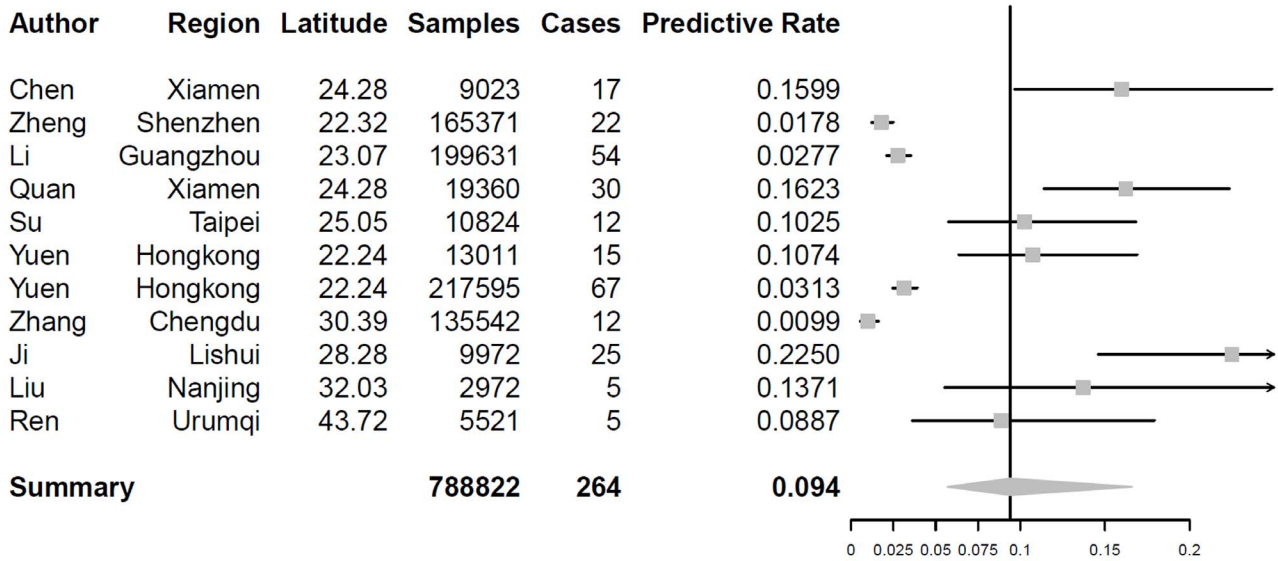 Author Region Latitude Samples Cases Predictive Rate
Chen Xiamen 24.28 9023 17 0.1599
Zheng Shenzhen 22.32 165371 22 0.0178
Li Guangzhou 23.07 199631 54 0.0277
Quan Xiamen 24.28 19360 30 0.1623
Su Taipei 25.05 10824 12 0.1025
Yuen Hongkong 22.24 13011 15 0.1074
Yuen Hongkong 22.24 217595 67 0.0313
Zhang Chengdu 30.39 135542 12 0.0099
Ji Lishui 28.28 9972 25 0.2250
Liu Nanjing 32.03 2972 5 0.1371
Ren Urumqi 43.72 5521 5 0.0887
Summary 788822 264 0.094
0 0.025 0.05 0.075 0.1 0.15 0.2